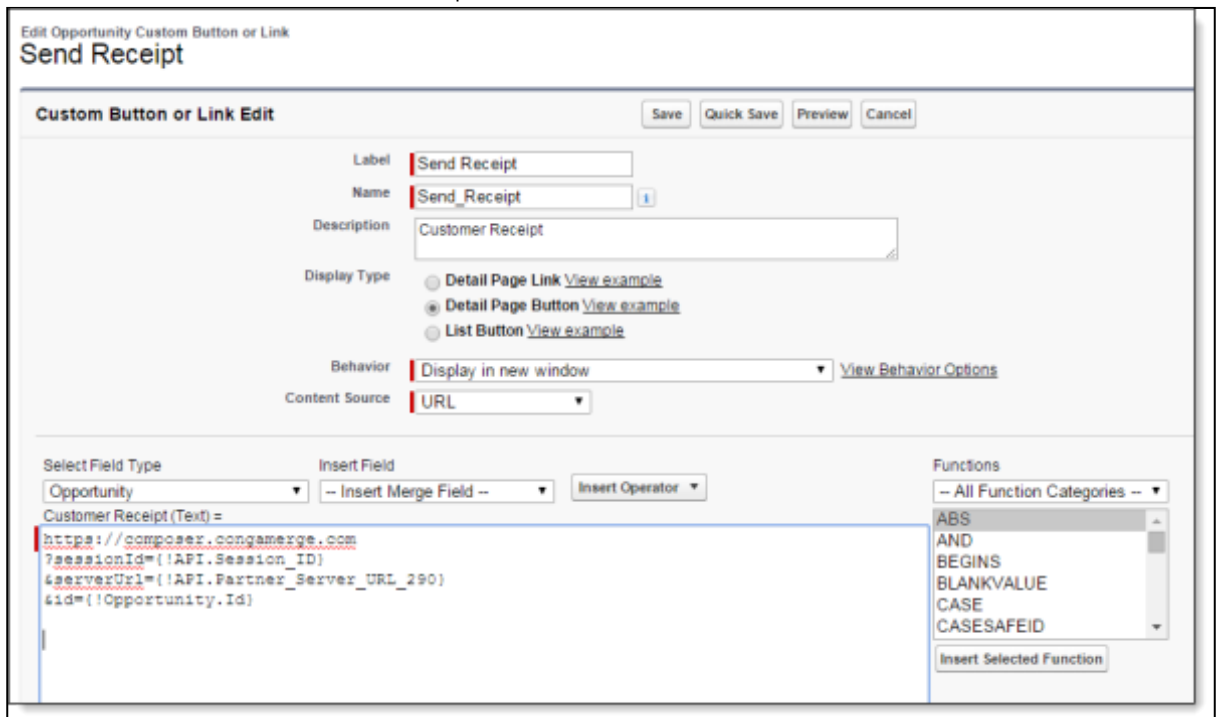 Edit Opportunity Custom Button or Link
Send Receipt
Custom Button or Link Edit Save Quick Save Preview Cancel
Label Send Receipt
Name Send_Receipt i
Description Customer Receipt
Display Type Detail Page Link View example
Detail Page Button View example
List Button View example
Behavior Display in new window View Behavior Options
Content Source URL
Select Field Type Insert Field Functions
Opportunity -- Insert Merge Field -- Insert Operator -- All Function Categories --
Customer Receipt (Text) =
https://composer.congamerge.com
?sessionId={!API.Session_ID}
&serverUrl={!API.Partner_Server_URL_290}
&id={!Opportunity.Id}
ABS
AND
BEGINS
BLANKVALUE
CASE
CASESAFEID
Insert Selected Function